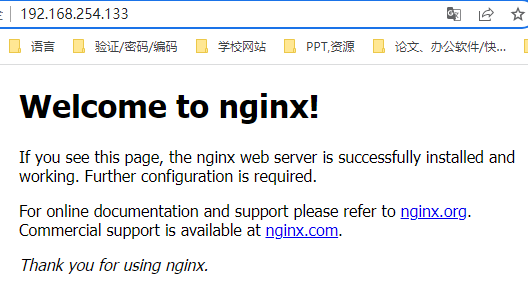 192.168.254.133
语言 验证/密码/编码 学校网站 PPT,资源 论文、办公软件/快...
Welcome to nginx!
If you see this page, the nginx web server is successfully installed and
working. Further configuration is required.
For online documentation and support please refer to nginx.org.
Commercial support is available at nginx.com.
Thank you for using nginx.